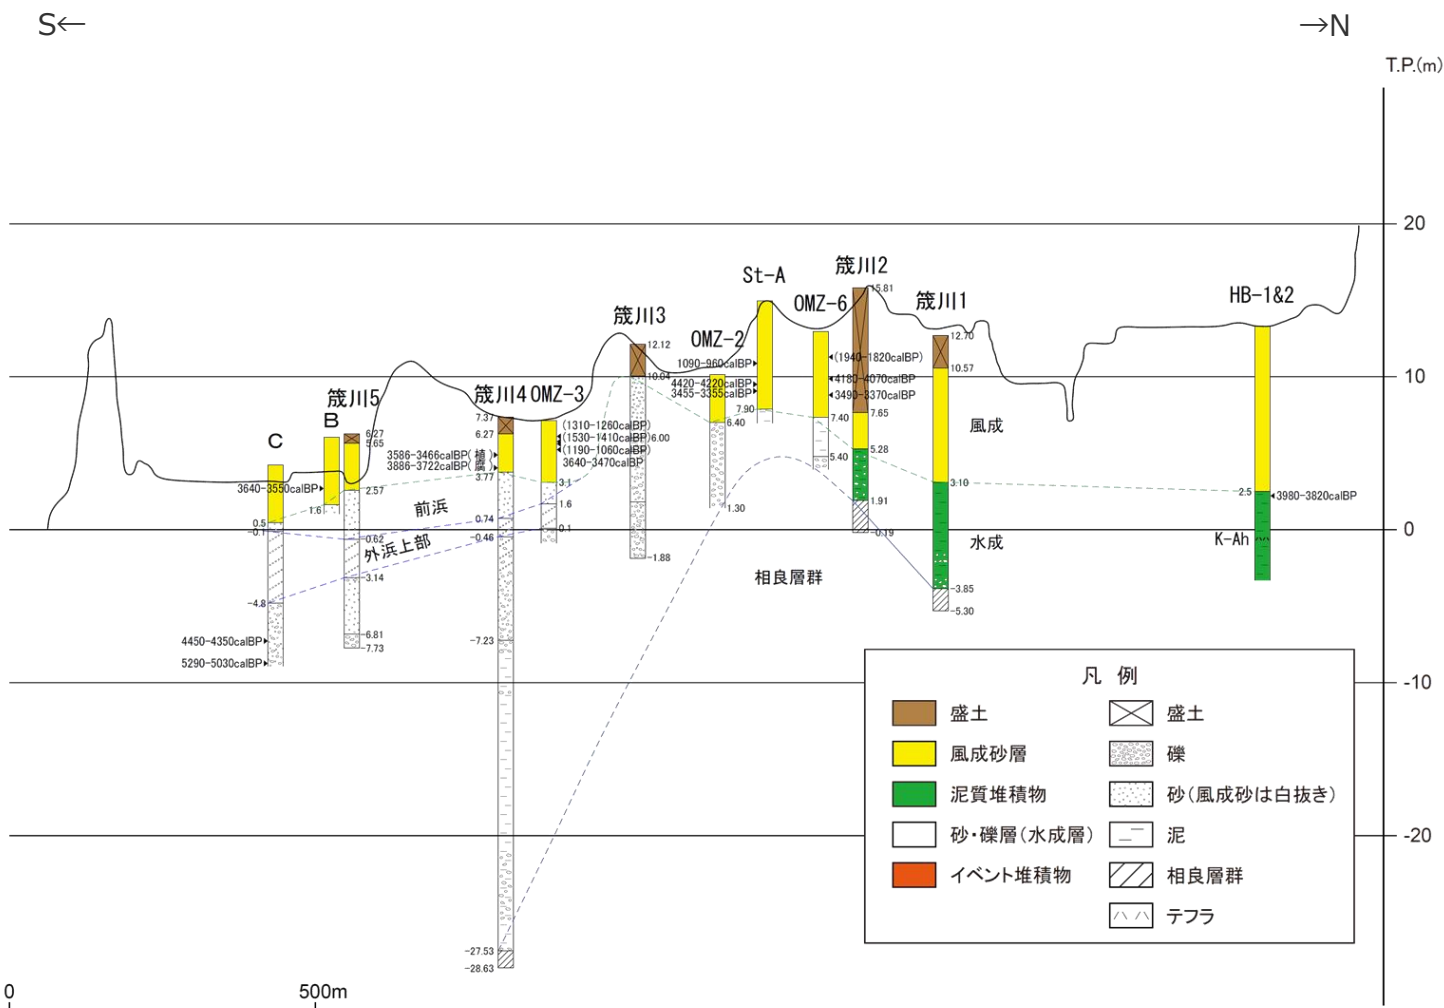 S←
→N
T.P.(m)
20
10
0
-10
-20
C
0.5
-0.1
-4.8
4450-4350calBP
5290-5030calBP
B
3640-3550calBP
1.6
筬川5
6.27
5.65
2.57
-0.62
-3.14
-6.81
-7.73
前浜
外浜上部
筬川4
7.37
6.27
3586-3466calBP(植)
3886-3722calBP(腐)
3.77
0.74
-0.46
-7.23
-27.53
-28.63
OMZ-3
(1310-1260calBP)
(1530-1410calBP)
6.00
(1190-1060calBP)
3640-3470calBP
3.1
1.6
0.1
筬川3
12.12
10.04
-1.88
OMZ-2
6.40
1.30
St-A
1090-960calBP
4420-4220calBP
3455-3355calBP
7.90
OMZ-6
(1940-1820calBP)
4180-4070calBP
3490-3370calBP
7.40
5.40
筬川2
15.81
7.65
5.28
1.91
-0.19
筬川1
12.70
10.57
3.10
-3.85
-5.30
風成
水成
相良層群
HB-1&2
2.5
3980-3820calBP
K-Ah
凡 例
盛土
風成砂層
泥質堆積物
砂・礫層(水成層)
イベント堆積物
盛土
礫
砂(風成砂は白抜き)
泥
相良層群
テフラ
0
500m